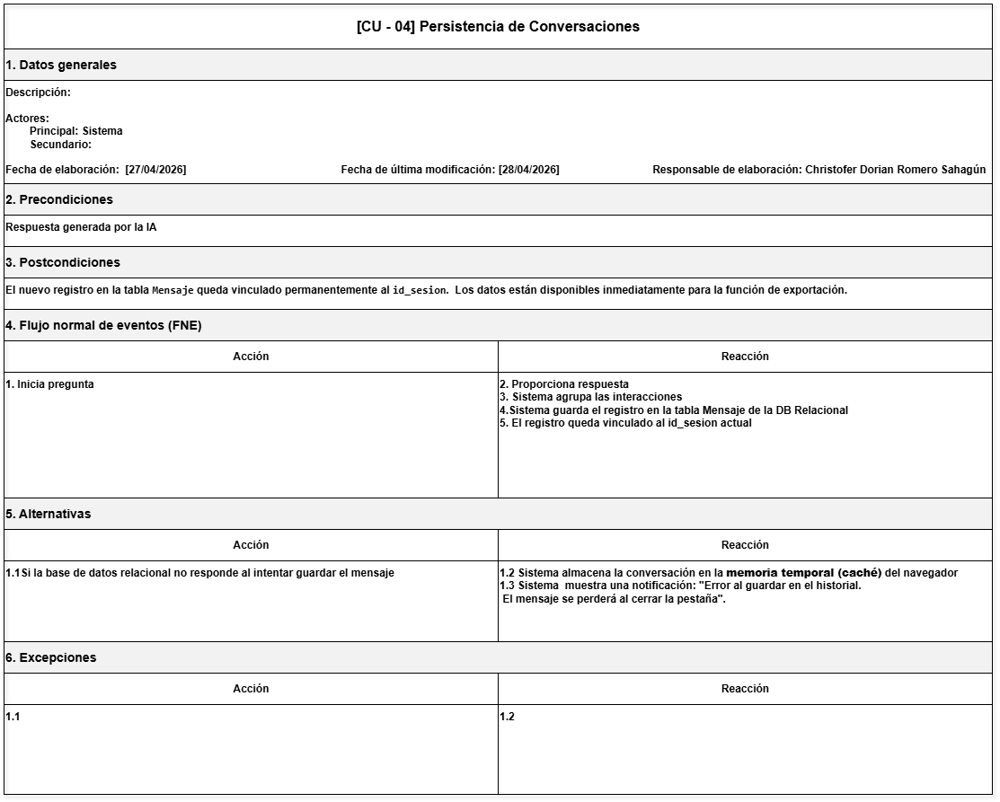 [CU - 04] Persistencia de Conversaciones
1. Datos generales
Descripción:
Actores:
Principal: Sistema
Secundario:
Fecha de elaboración: [27/04/2026] Fecha de última modificación: [28/04/2026] Responsable de elaboración: Christofer Dorian Romero Sahagún
2. Precondiciones
Respuesta generada por la IA
3. Postcondiciones
El nuevo registro en la tabla Mensaje queda vinculado permanentemente al id_sesion. Los datos están disponibles inmediatamente para la función de exportación.
4. Flujo normal de eventos (FNE)
Acción Reacción
1. Inicia pregunta
2. Proporciona respuesta
3. Sistema agrupa las interacciones
4.Sistema guarda el registro en la tabla Mensaje de la DB Relacional
5. El registro queda vinculado al id_sesion actual
5. Alternativas
Acción Reacción
1.1Si la base de datos relacional no responde al intentar guardar el mensaje
1.2 Sistema almacena la conversación en la memoria temporal (caché) del navegador
1.3 Sistema muestra una notificación: "Error al guardar en el historial.
El mensaje se perderá al cerrar la pestaña".
6. Excepciones
Acción Reacción
1.1 1.2